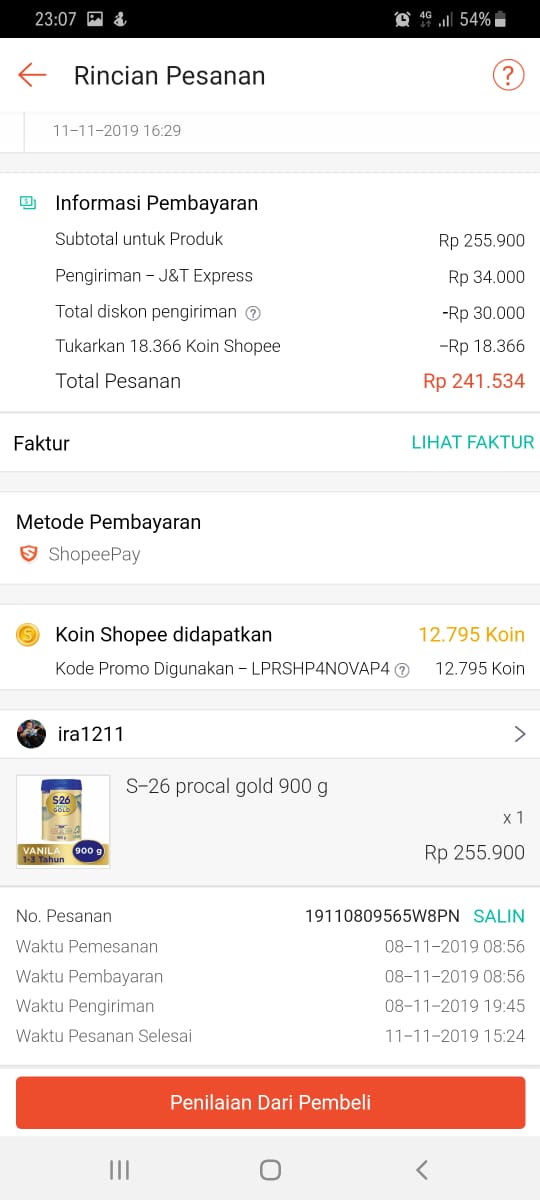 23:07 4G 54%
Rincian Pesanan ?
11-11-2019 16:29
Informasi Pembayaran
Subtotal untuk Produk Rp 255.900
Pengiriman - J&T Express Rp 34.000
Total diskon pengiriman ? -Rp 30.000
Tukarkan 18.366 Koin Shopee -Rp 18.366
Total Pesanan Rp 241.534
Faktur LIHAT FAKTUR
Metode Pembayaran
ShopeePay
Koin Shopee didapatkan 12.795 Koin
Kode Promo Digunakan - LPRSHP4NOVAP4 ? 12.795 Koin
ira1211
S-26 procal gold 900 g
S26
GOLD
VANILA 900 g
1-3 Tahun
x 1
Rp 255.900
No. Pesanan 19110809565W8PN SALIN
Waktu Pemesanan 08-11-2019 08:56
Waktu Pembayaran 08-11-2019 08:56
Waktu Pengiriman 08-11-2019 19:45
Waktu Pesanan Selesai 11-11-2019 15:24
Penilaian Dari Pembeli